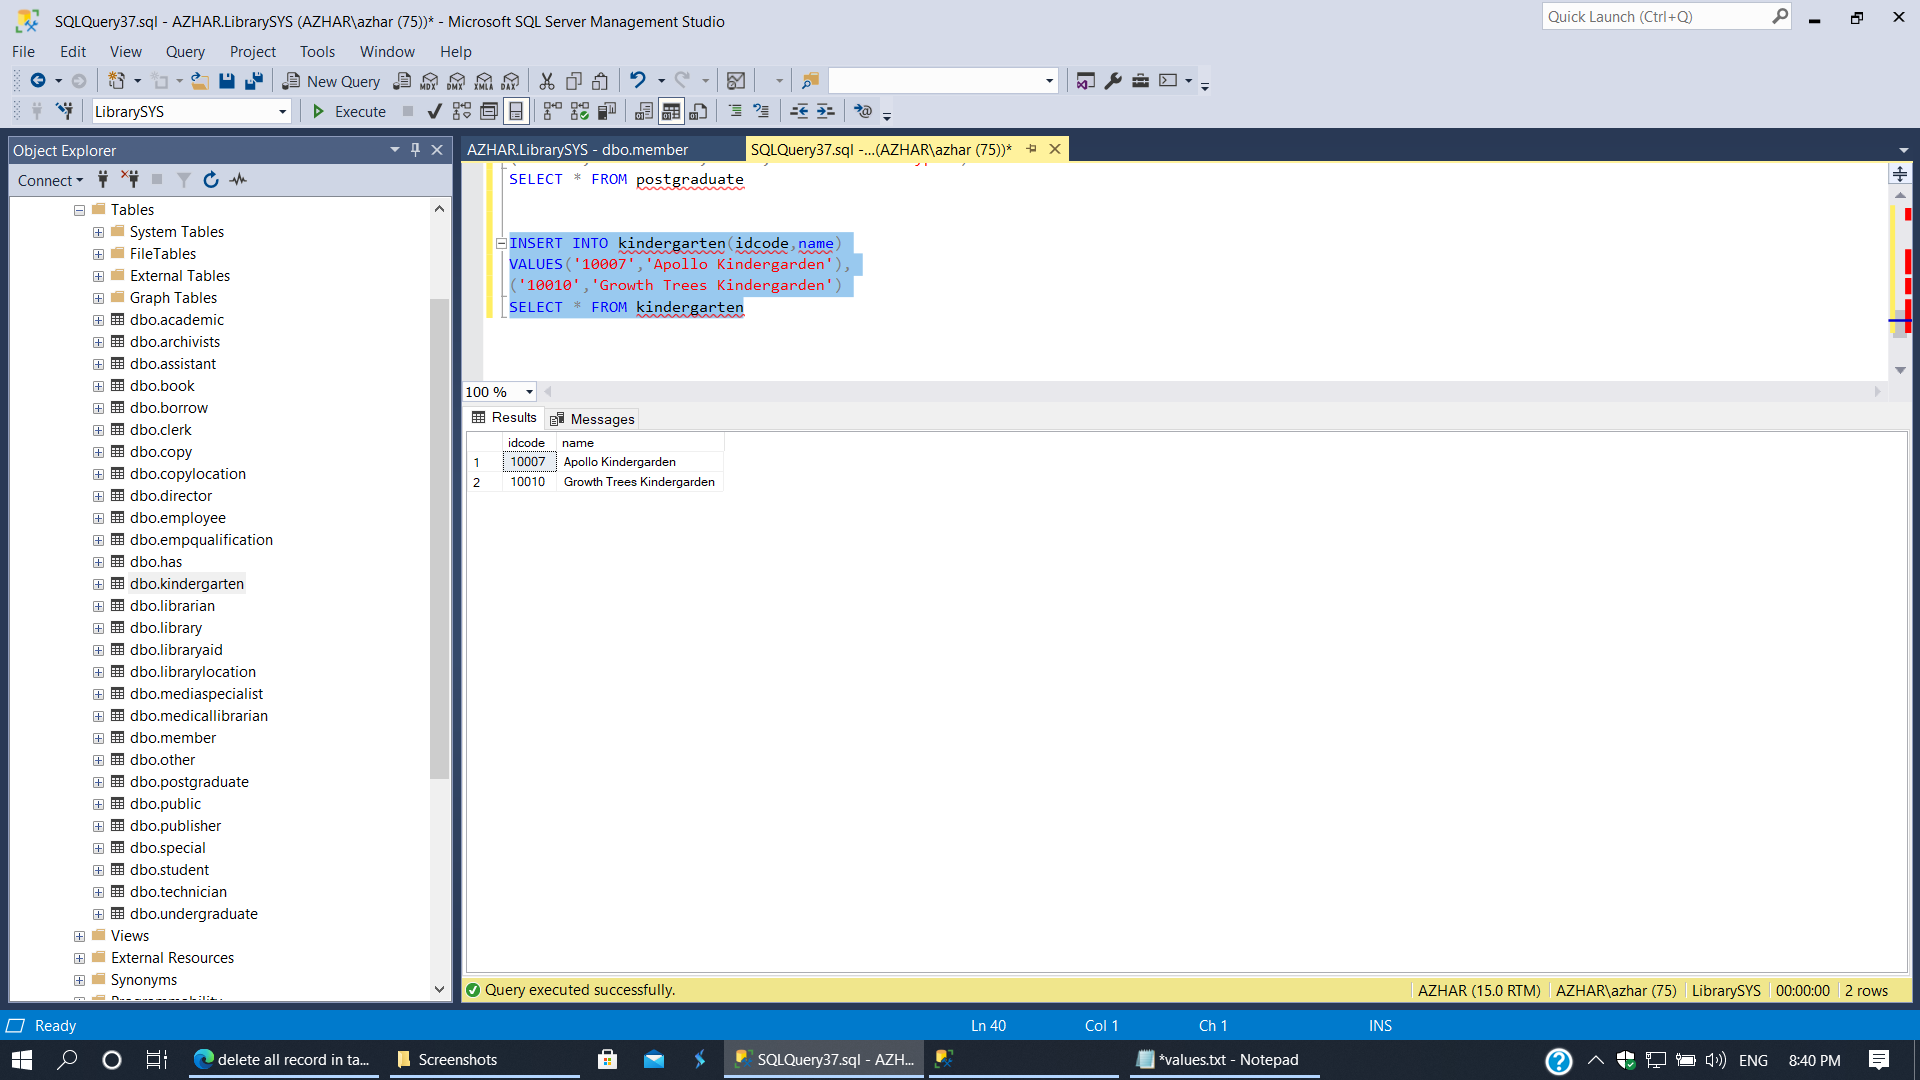 SQLQuery37.sql - AZHAR.LibrarySYS (AZHAR\azhar (75))* - Microsoft SQL Server Management Studio
Quick Launch (Ctrl+Q)
File Edit View Query Project Tools Window Help
New Query MDX DMX XMLA DAX
LibrarySYS Execute
Object Explorer
Connect
Tables
System Tables
FileTables
External Tables
Graph Tables
dbo.academic
dbo.archivists
dbo.assistant
dbo.book
dbo.borrow
dbo.clerk
dbo.copy
dbo.copylocation
dbo.director
dbo.employee
dbo.empqualification
dbo.has
dbo.kindergarten
dbo.librarian
dbo.library
dbo.libraryaid
dbo.librarylocation
dbo.mediaspecialist
dbo.medicallibrarian
dbo.member
dbo.other
dbo.postgraduate
dbo.public
dbo.publisher
dbo.special
dbo.student
dbo.technician
dbo.undergraduate
Views
External Resources
Synonyms
Programmability
AZHAR.LibrarySYS - dbo.member
SQLQuery37.sql -...(AZHAR\azhar (75))*
SELECT * FROM postgraduate
INSERT INTO kindergarten(idcode,name)
VALUES('10007','Apollo Kindergarden'),
('10010','Growth Trees Kindergarden')
SELECT * FROM kindergarten
100 %
Results Messages
idcode name
1 10007 Apollo Kindergarden
2 10010 Growth Trees Kindergarden
Query executed successfully.
AZHAR (15.0 RTM) AZHAR\azhar (75) LibrarySYS 00:00:00 2 rows
Ready Ln 40 Col 1 Ch 1 INS
delete all record in ta...
Screenshots
SQLQuery37.sql - AZH...
*values.txt - Notepad
ENG 8:40 PM